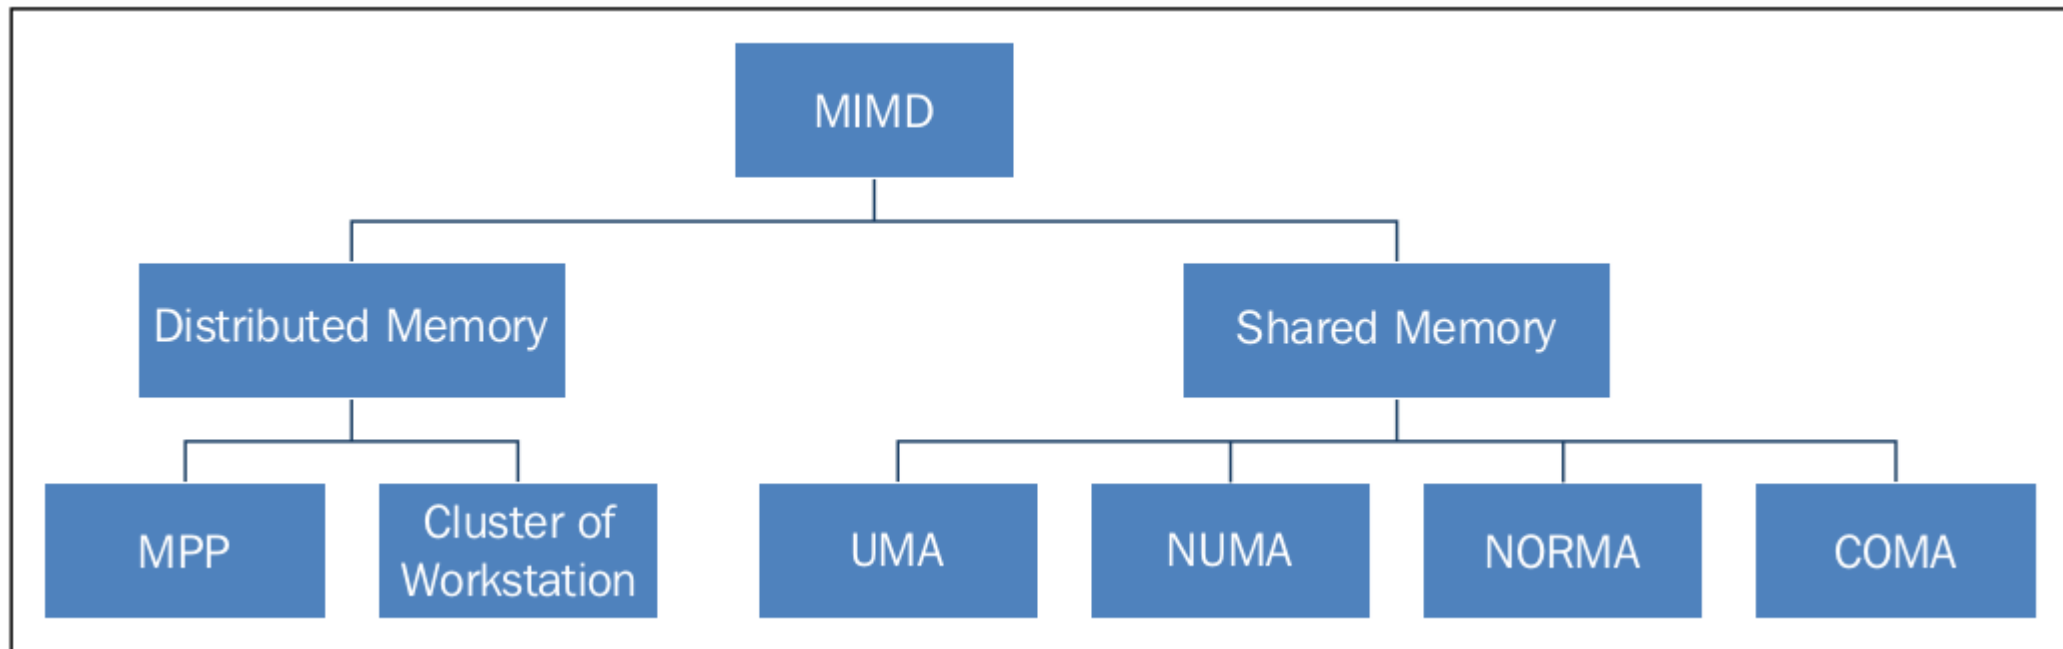 MIMD
Distributed Memory
Shared Memory
MPP
Cluster of
Workstation
UMA
NUMA
NORMA
COMA